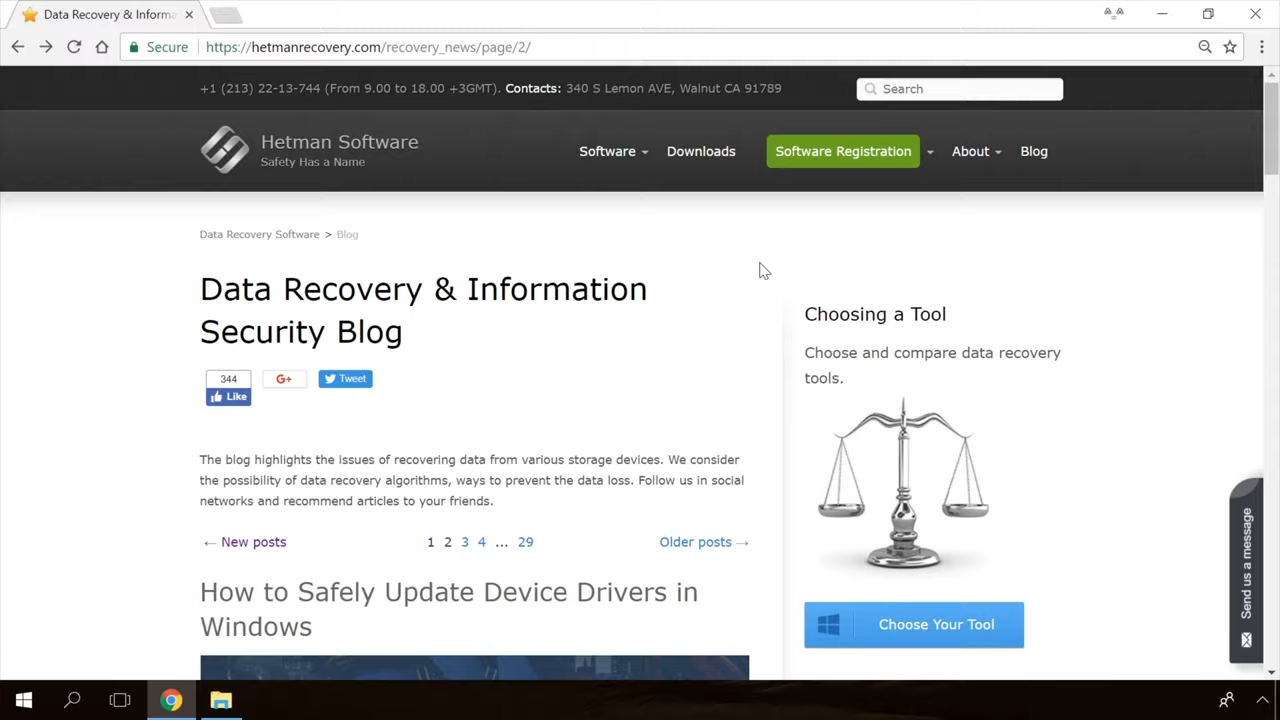 Data Recovery & Informa
Secure
https://hetmanrecovery.com/recovery_news/page/2/
+1 (213) 22-13-744 (From 9.00 to 18.00 +3GMT). Contacts: 340 S Lemon AVE, Walnut CA 91789
Search
Hetman Software
Safety Has a Name
Software
Downloads
Software Registration
About
Blog
Data Recovery Software > Blog
Data Recovery & Information
Security Blog
344
Like
G+
Tweet
The blog highlights the issues of recovering data from various storage devices. We consider
the possibility of data recovery algorithms, ways to prevent the data loss. Follow us in social
networks and recommend articles to your friends.
← New posts
1 2 3 4 ... 29
Older posts →
How to Safely Update Device Drivers in
Windows
Choosing a Tool
Choose and compare data recovery
tools.
Choose Your Tool
Send us a message